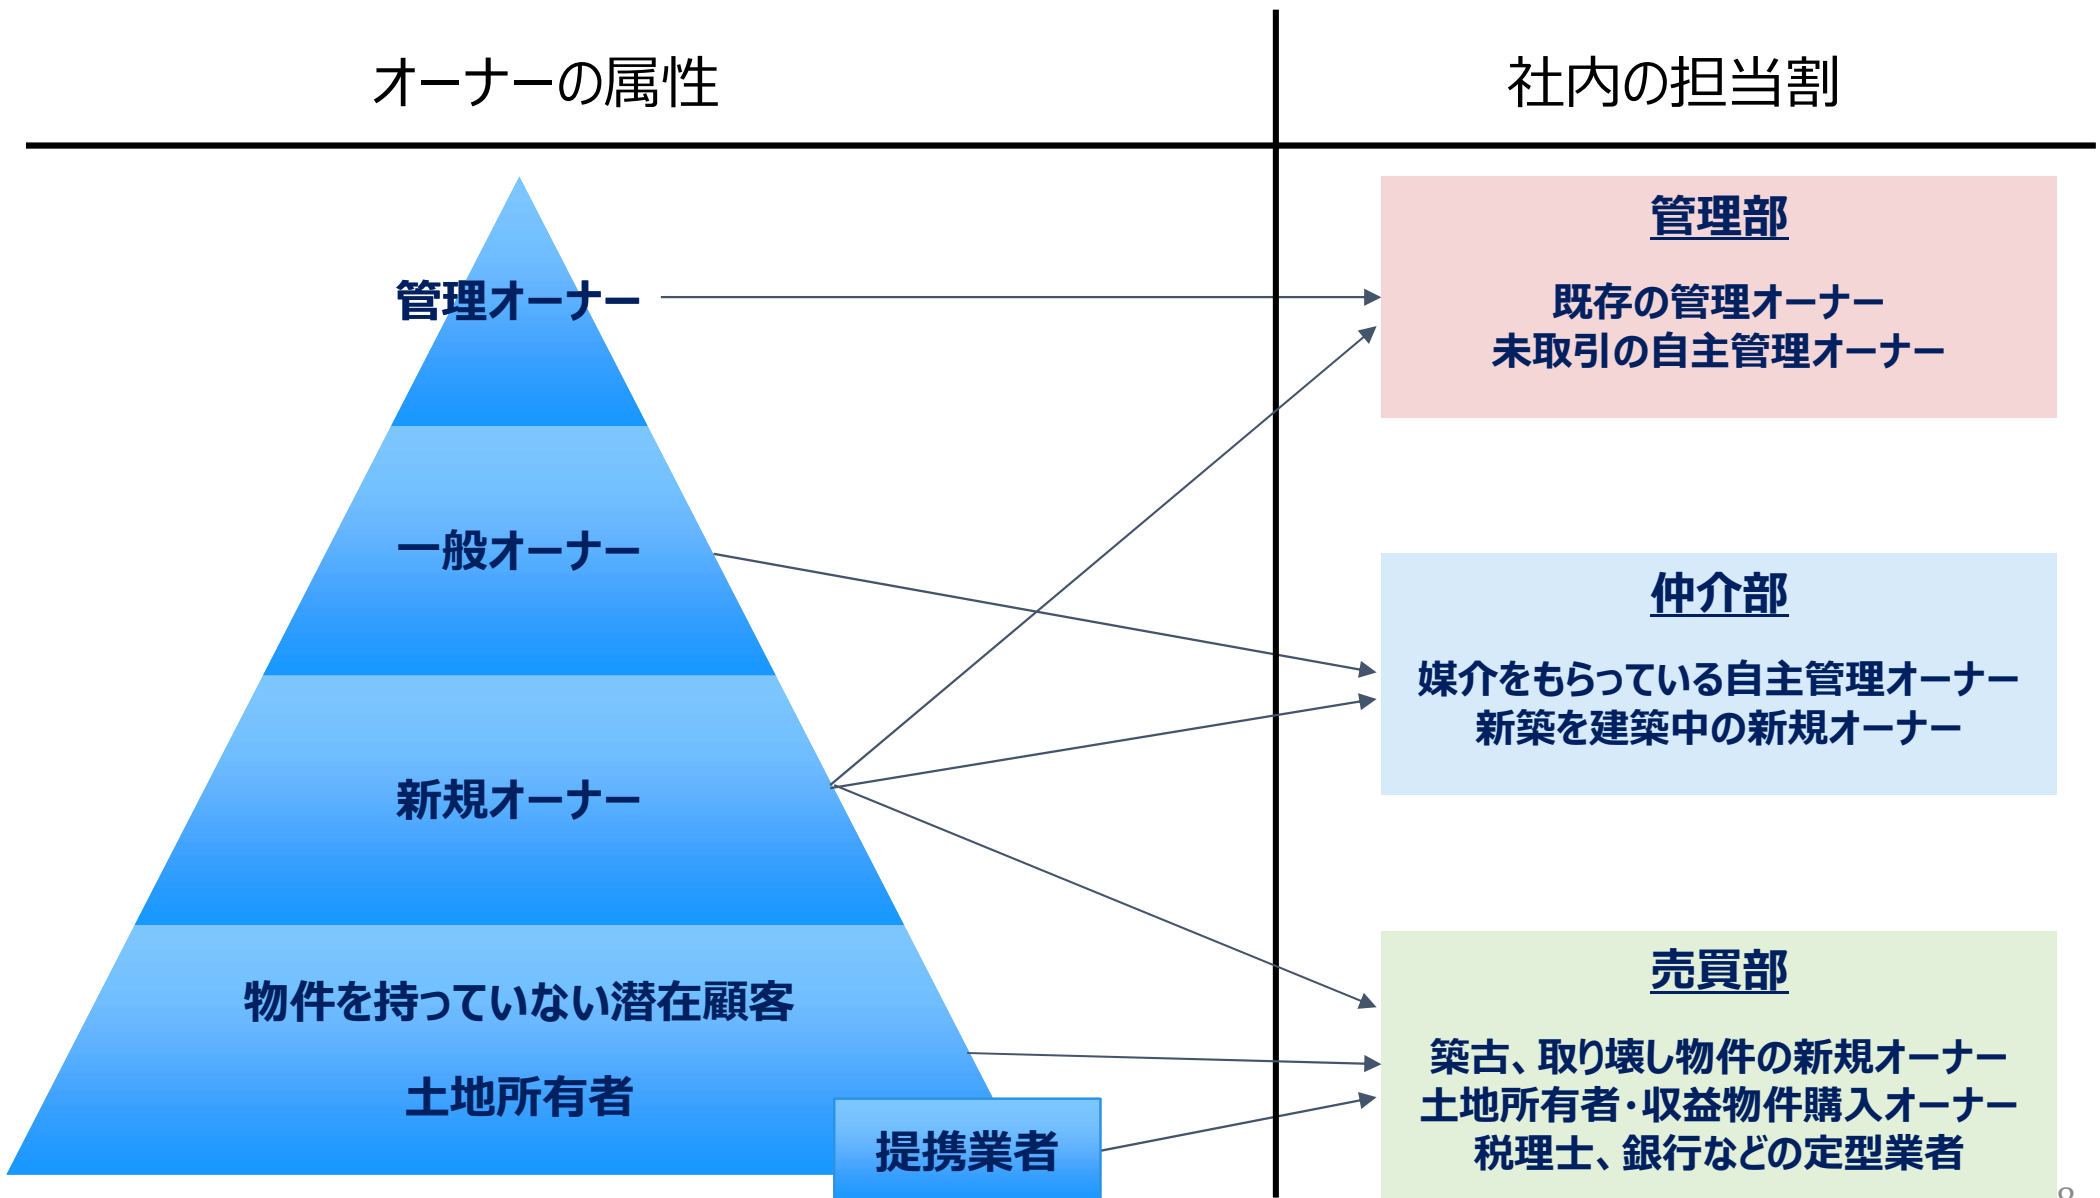 オーナーの属性
社内の担当割
管理オーナー
一般オーナー
新規オーナー
物件を持っていない潜在顧客
土地所有者
提携業者
管理部
既存の管理オーナー
未取引の自主管理オーナー
仲介部
媒介をもらっている自主管理オーナー
新築を建築中の新規オーナー
売買部
築古、取り壊し物件の新規オーナー
土地所有者・収益物件購入オーナー
税理士、銀行などの定型業者